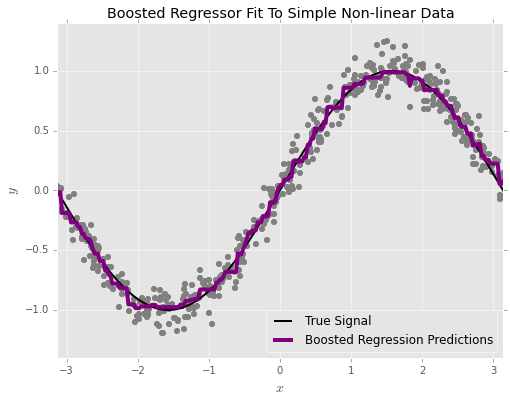 Boosted Regressor Fit To Simple Non-linear Data
1.0
0.5
0.0
−0.5
−1.0
y
−3
−2
−1
0
1
2
3
x
True Signal
Boosted Regression Predictions